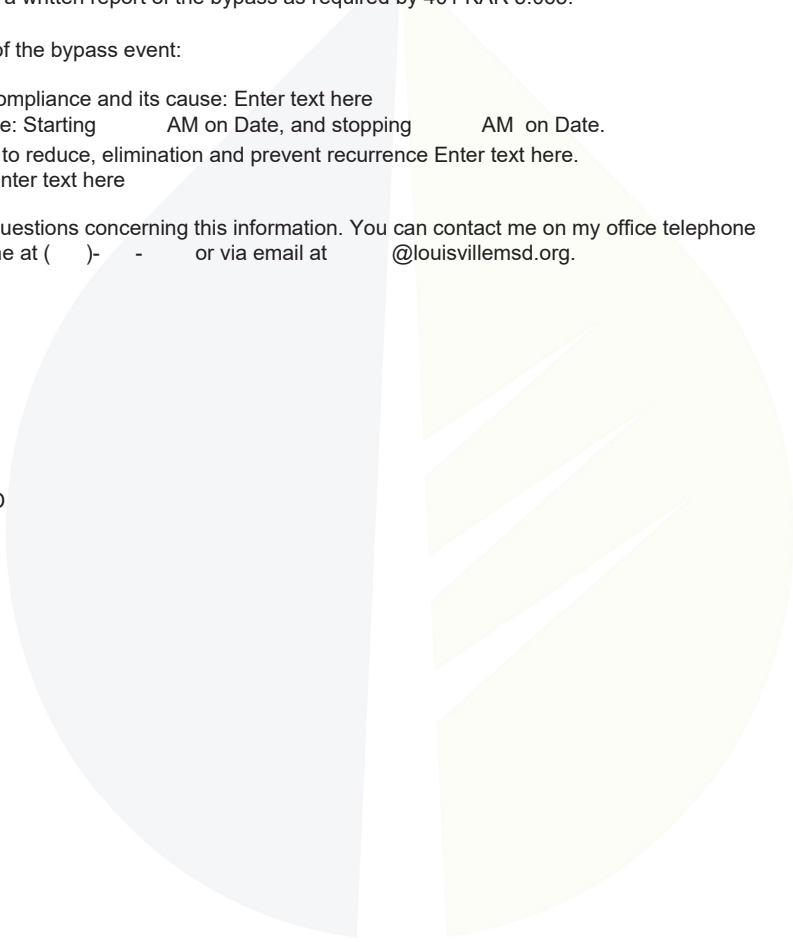 a written report of the bypass as required by 401 KAR 5:065.
of the bypass event:
ompliance and its cause: Enter text here
e: Starting AM on Date, and stopping AM on Date.
to reduce, elimination and prevent recurrence Enter text here.
nter text here
uestions concerning this information. You can contact me on my office telephone
e at ( )- - or via email at @louisvillemsd.org.